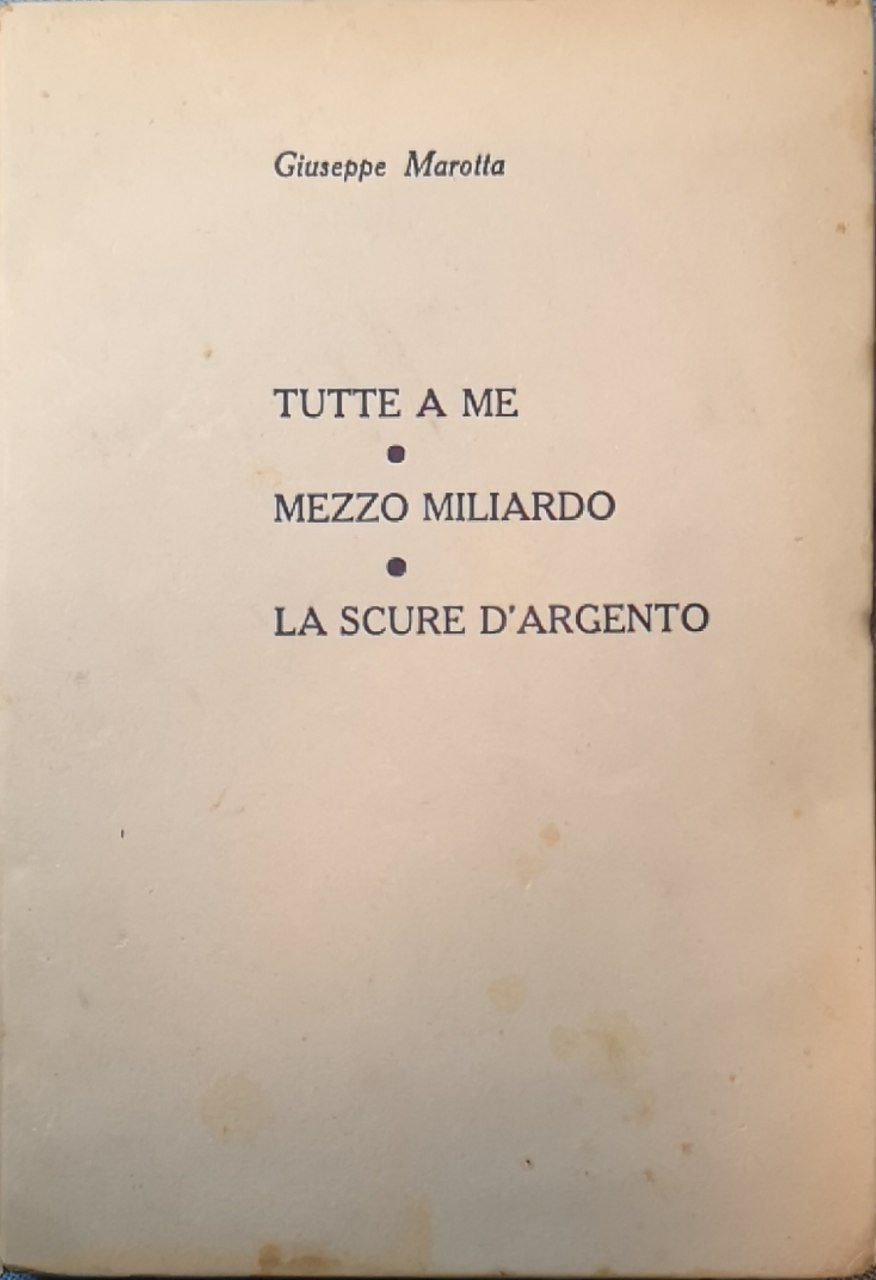 Giuseppe Marotta
TUTTE A ME
•
MEZZO MILIARDO
•
LA SCURE D'ARGENTO